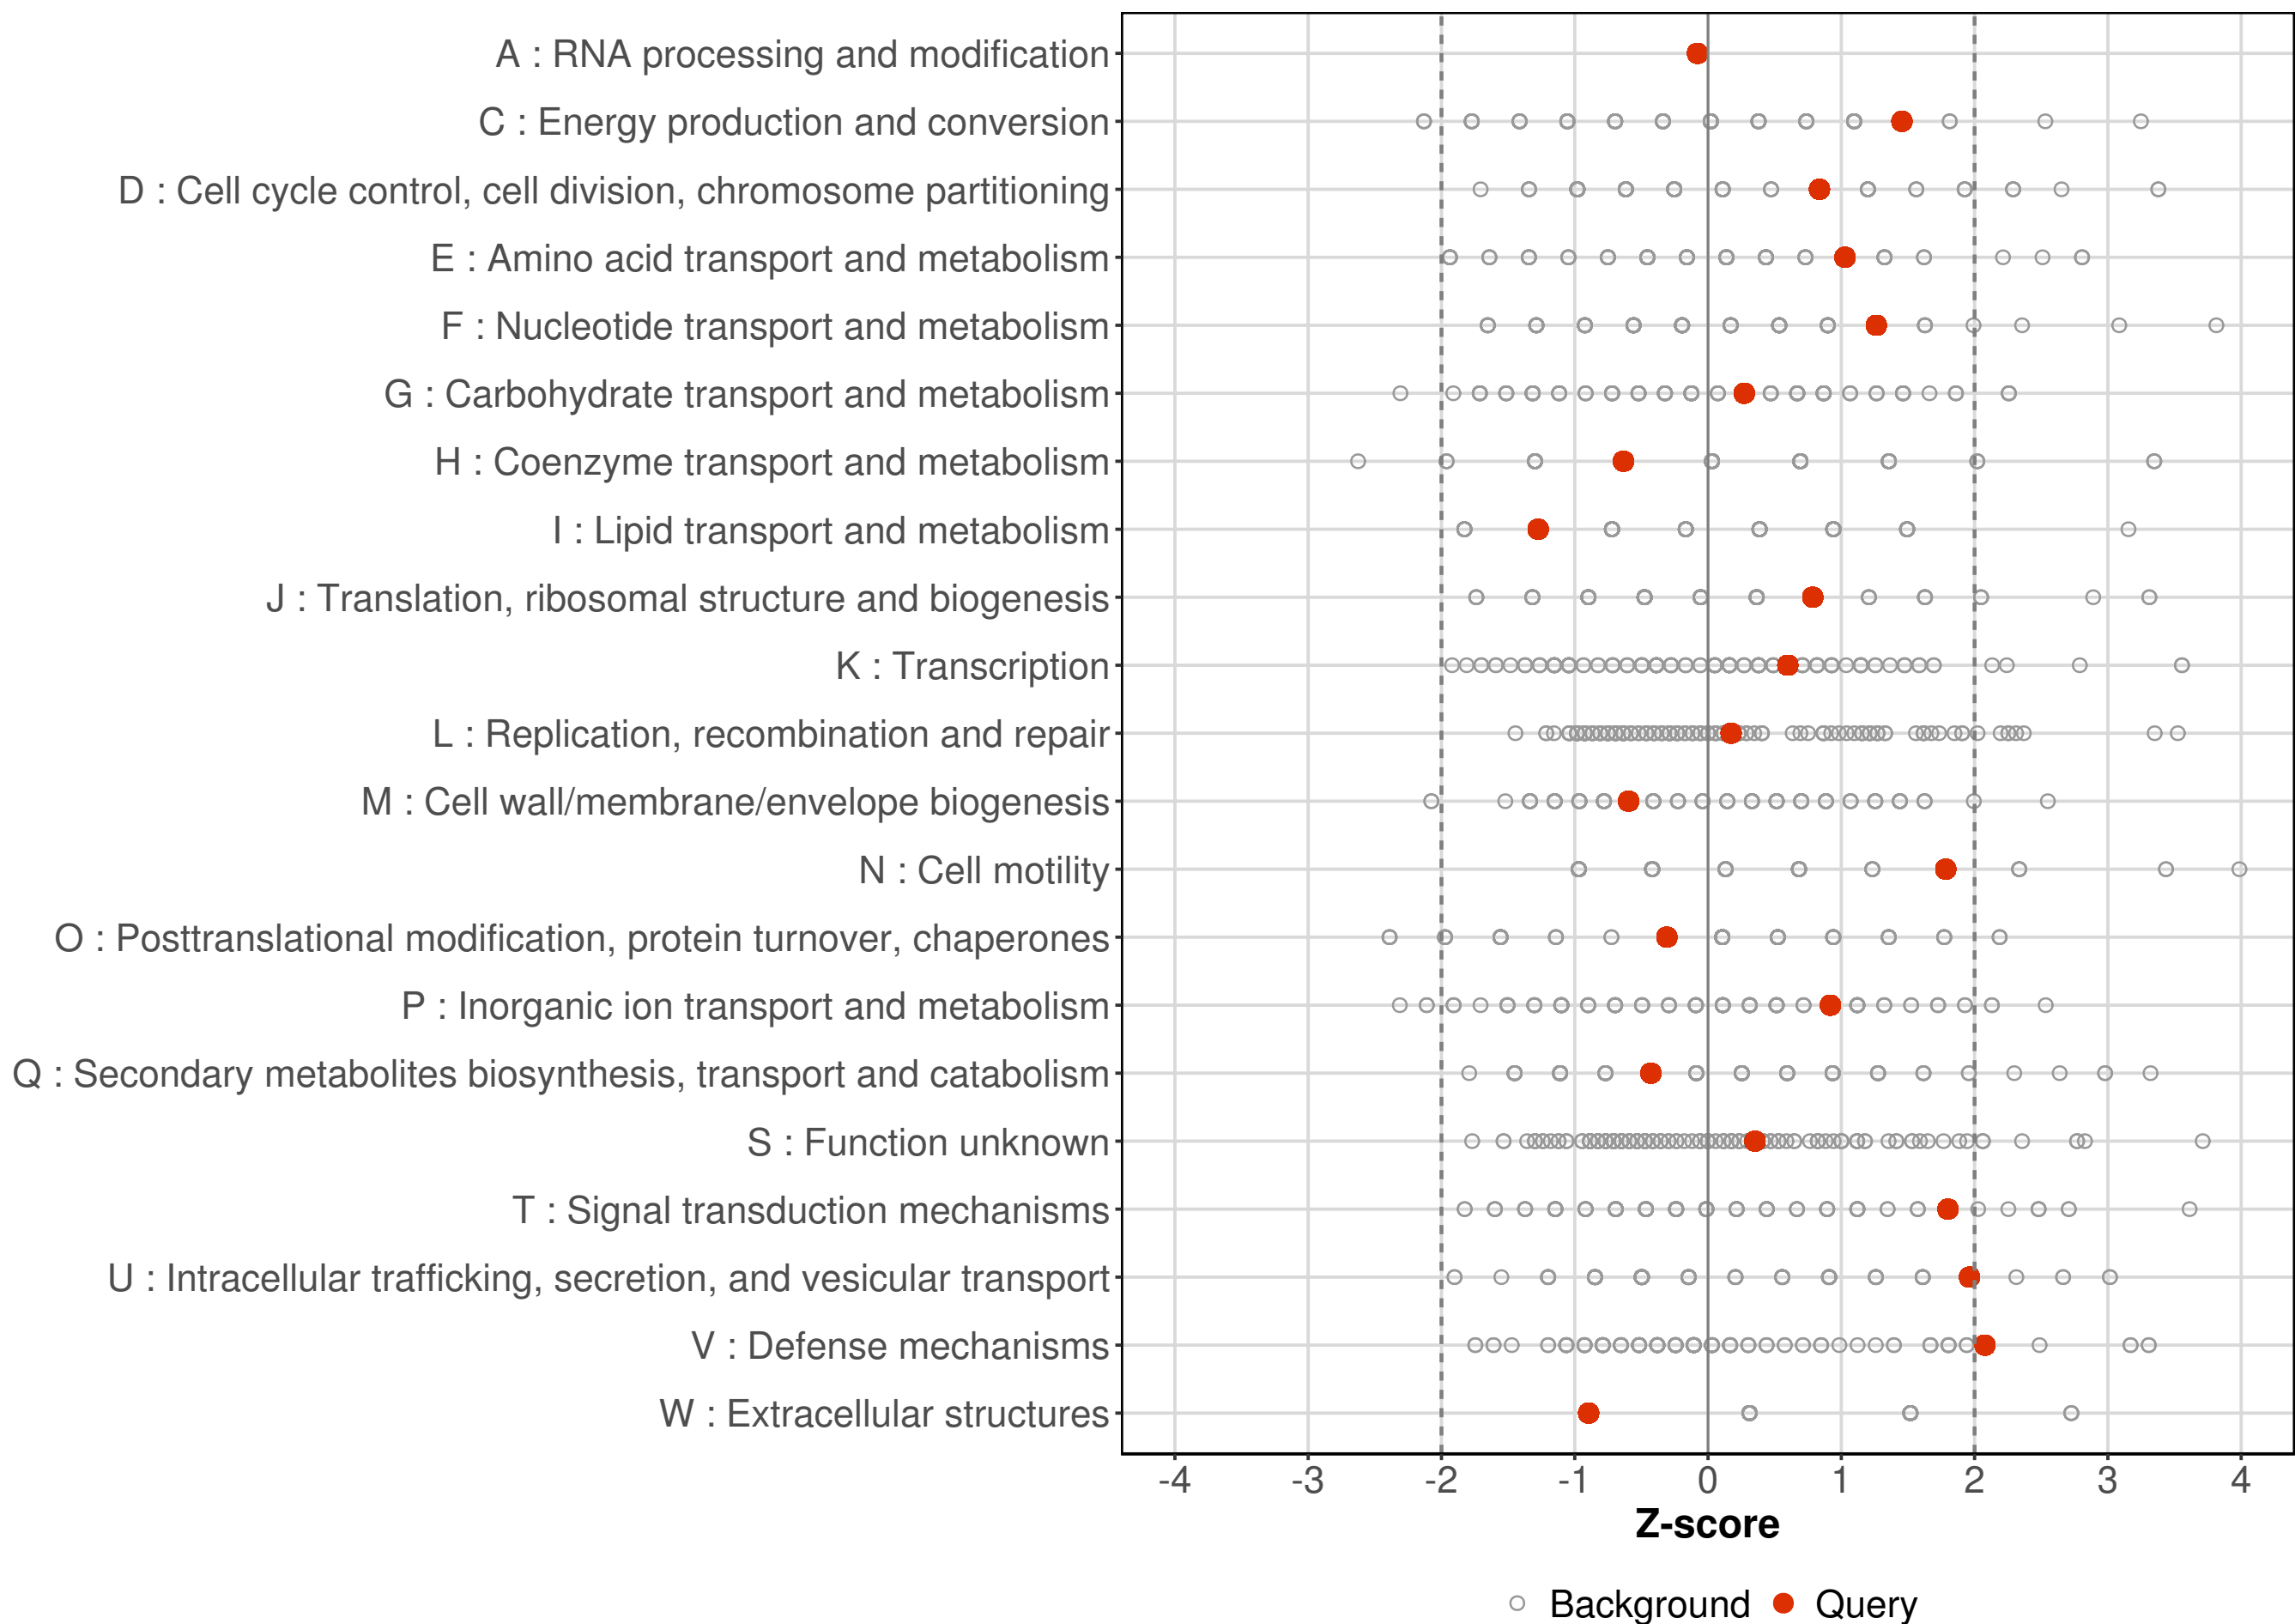 A : RNA processing and modification
C : Energy production and conversion
D : Cell cycle control, cell division, chromosome partitioning
E : Amino acid transport and metabolism
F : Nucleotide transport and metabolism
G : Carbohydrate transport and metabolism
H : Coenzyme transport and metabolism
I : Lipid transport and metabolism
J : Translation, ribosomal structure and biogenesis
K : Transcription
L : Replication, recombination and repair
M : Cell wall/membrane/envelope biogenesis
N : Cell motility
O : Posttranslational modification, protein turnover, chaperones
P : Inorganic ion transport and metabolism
Q : Secondary metabolites biosynthesis, transport and catabolism
S : Function unknown
T : Signal transduction mechanisms
U : Intracellular trafficking, secretion, and vesicular transport
V : Defense mechanisms
W : Extracellular structures
-4 -3 -2 -1 0 1 2 3 4
Z-score
Background Query